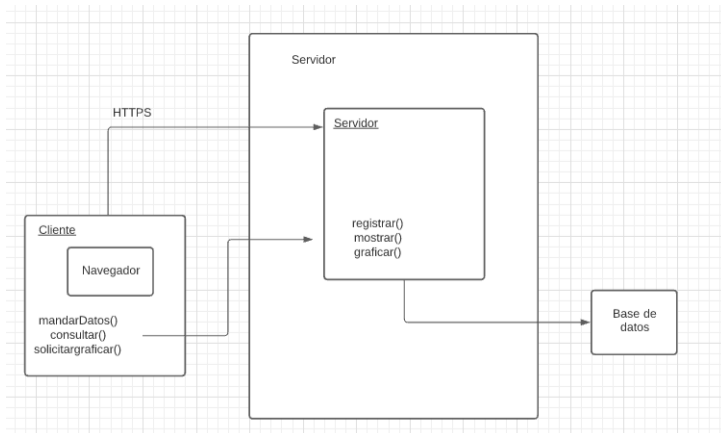 Servidor
HTTPS
Servidor
registrar()
mostrar()
graficar()
Cliente
Navegador
mandarDatos()
consultar()
solicitargraficar()
Base de
datos